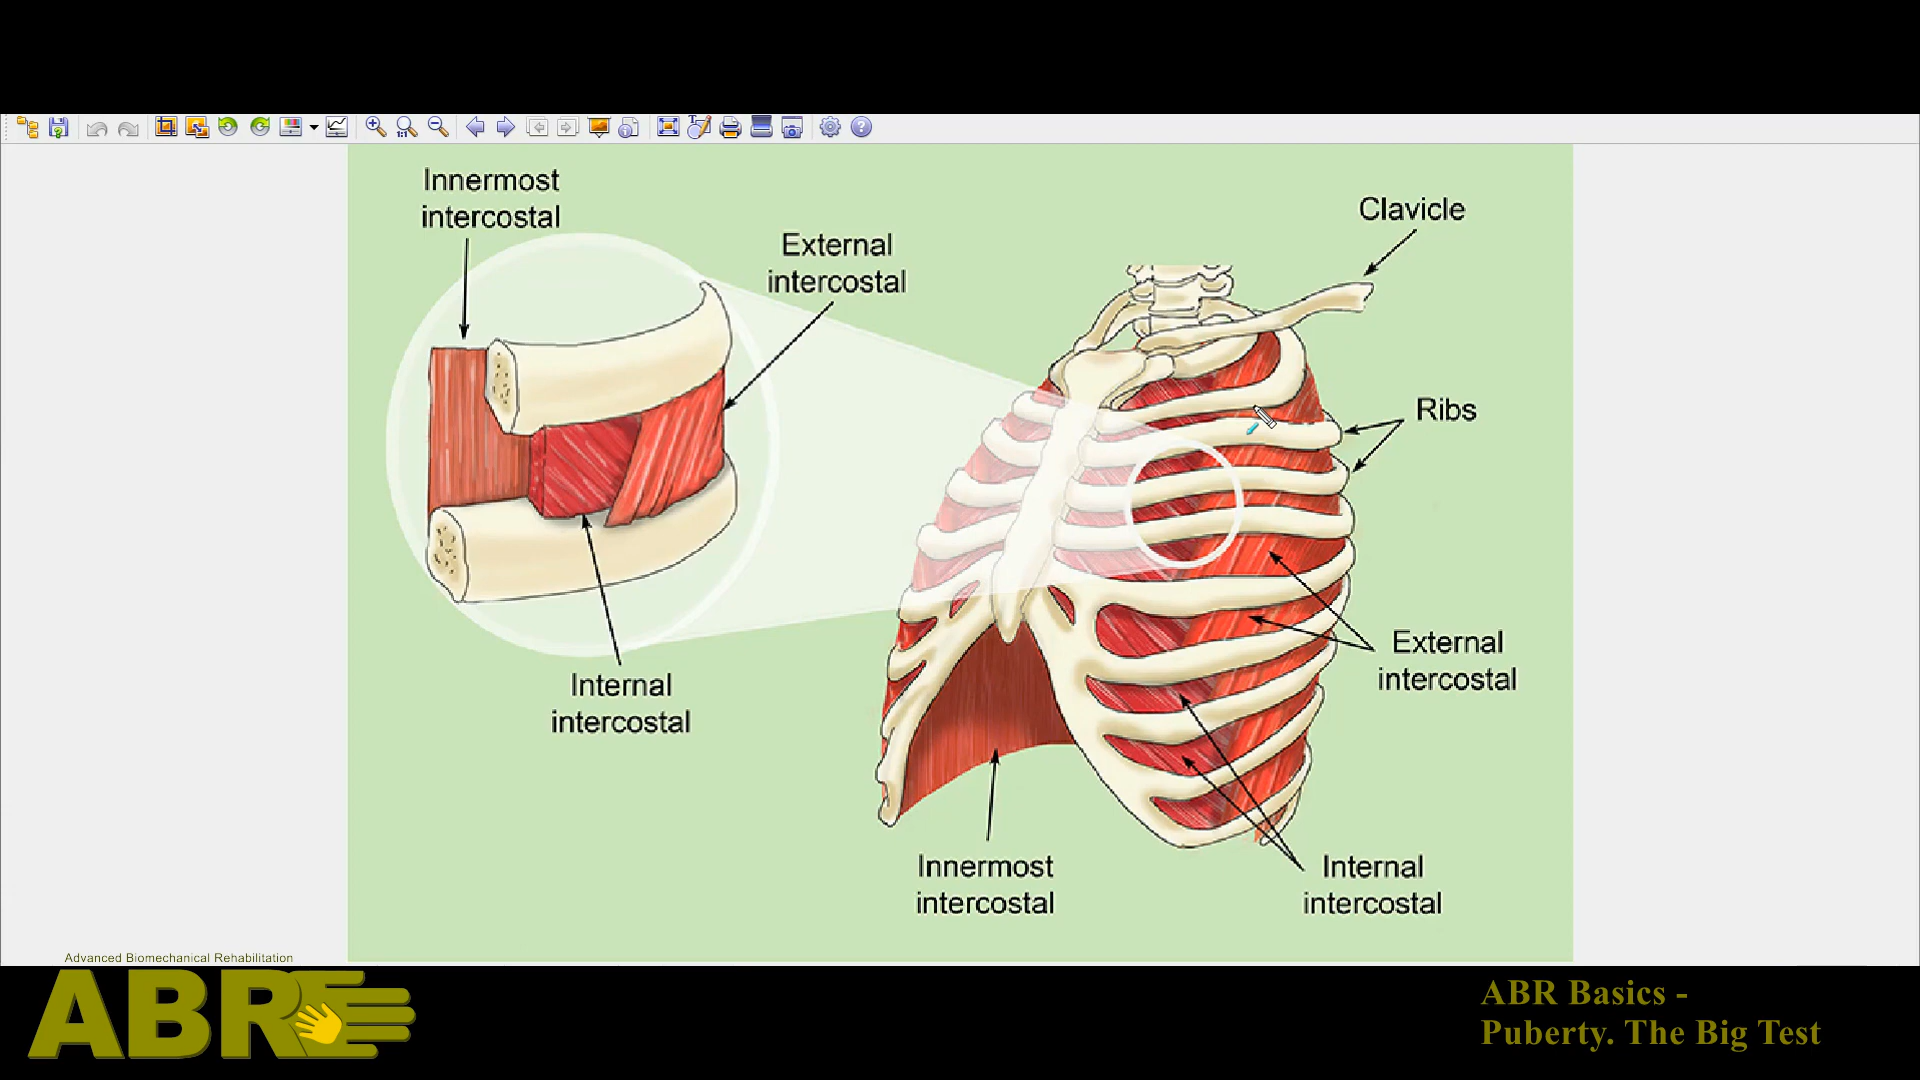 Innermost
intercostal
External
intercostal
Clavicle
Ribs
External
intercostal
Internal
intercostal
Innermost
intercostal
Internal
intercostal
Advanced Biomechanical Rehabilitation
ABR
ABR Basics -
Puberty. The Big Test